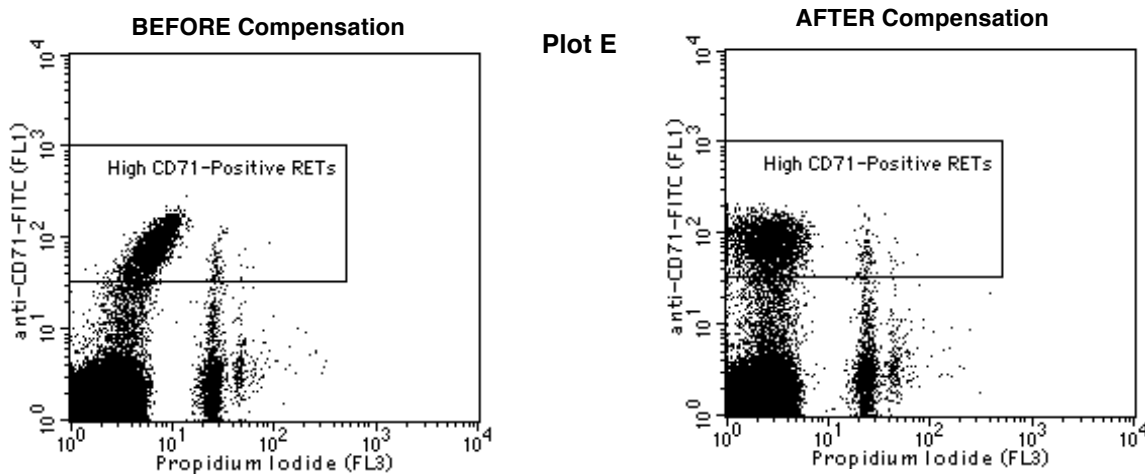 BEFORE Compensation
Plot E
AFTER Compensation
anti-CD71-FITC (FL1)
10^4
10^3
10^2
10^1
10^0
High CD71-Positive RETs
10^0 10^1 10^2 10^3 10^4
Propidium Iodide (FL3)
anti-CD71-FITC (FL1)
10^4
10^3
10^2
10^1
10^0
High CD71-Positive RETs
10^0 10^1 10^2 10^3 10^4
Propidium Iodide (FL3)